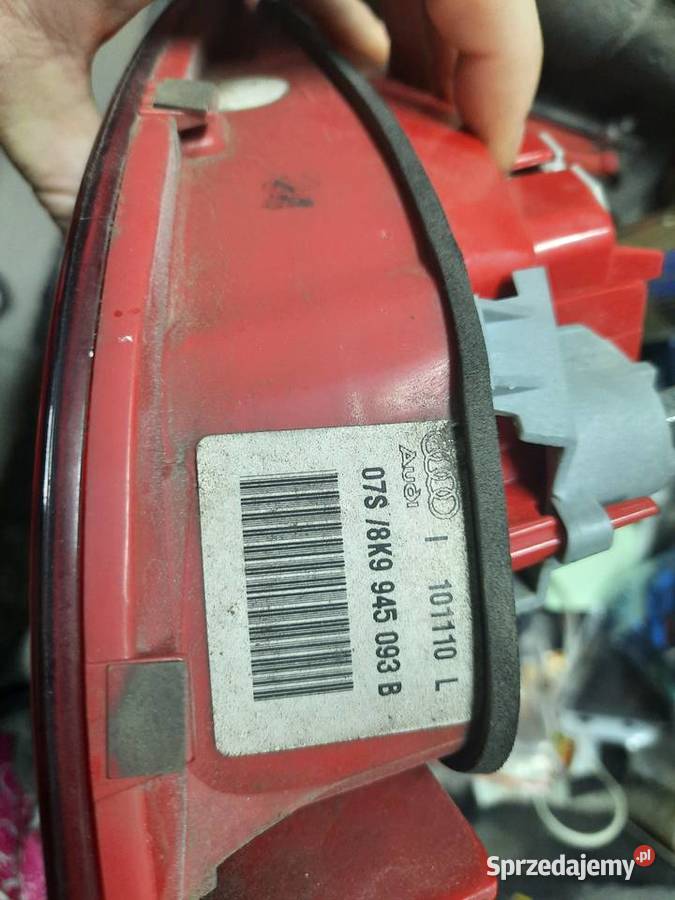 Audi
I 101110 L
07S /8K9 945 093 B
Sprzedajemy.pl